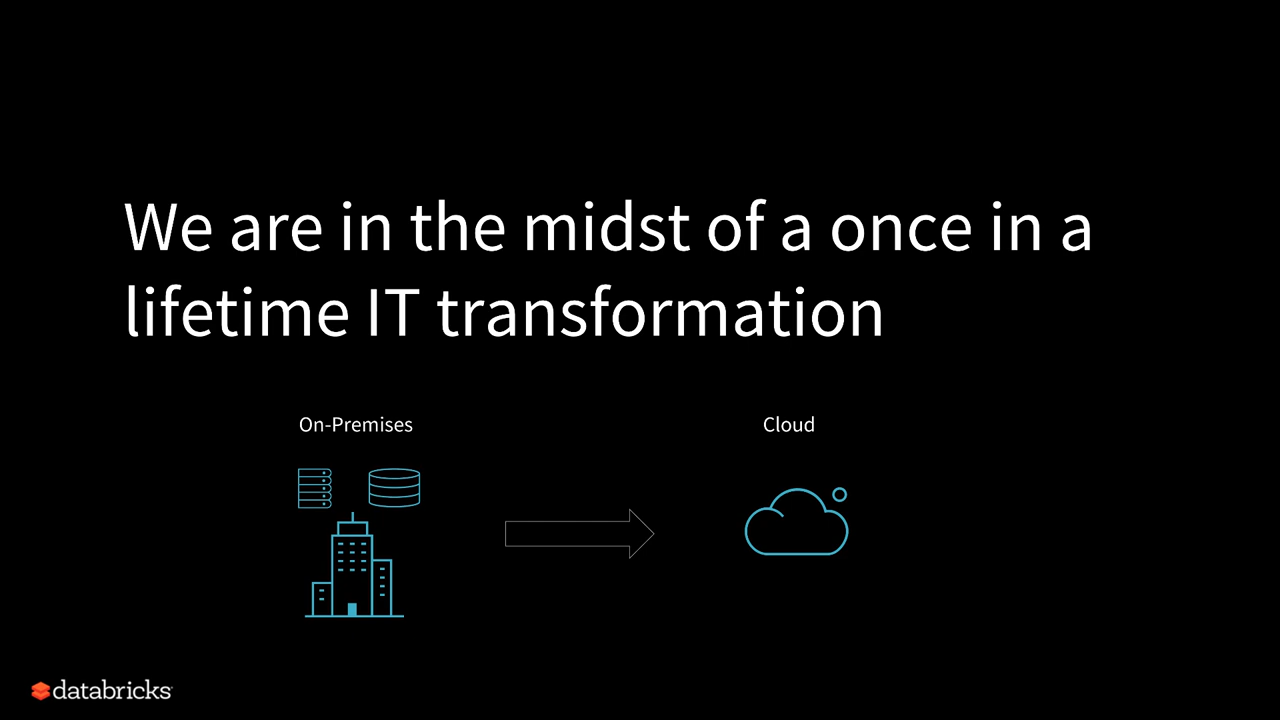 We are in the midst of a once in a
lifetime IT transformation
On-Premises
Cloud
databricks